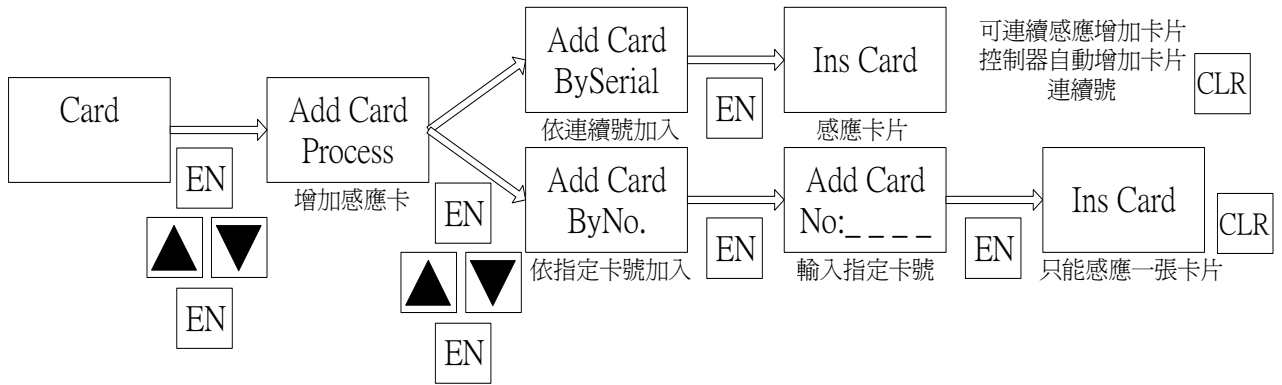 Card
EN
EN
Add Card
Process
增加感應卡
EN
EN
Add Card
BySerial
依連續號加入
EN
Ins Card
感應卡片
可連續感應增加卡片
控制器自動增加卡片
連續號
CLR
Add Card
ByNo.
依指定卡號加入
EN
Add Card
No:_ _ _ _
輸入指定卡號
EN
Ins Card
只能感應一張卡片
CLR